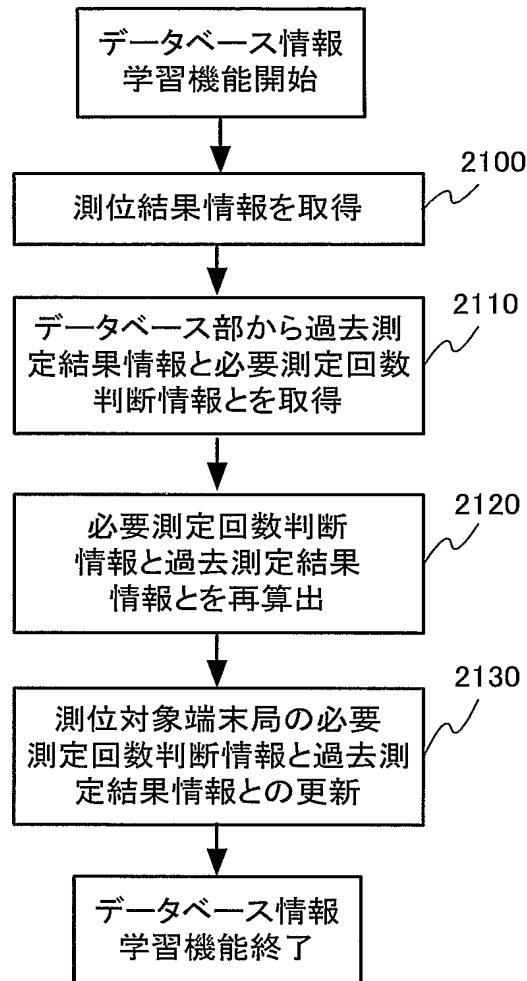 データベース情報
学習機能開始
2100
測位結果情報を取得
2110
データベース部から過去測
定結果情報と必要測定回数
判断情報とを取得
2120
必要測定回数判断
情報と過去測定結果
情報とを再算出
2130
測位対象端末局の必要
測定回数判断情報と過去測
定結果情報との更新
データベース情報
学習機能終了